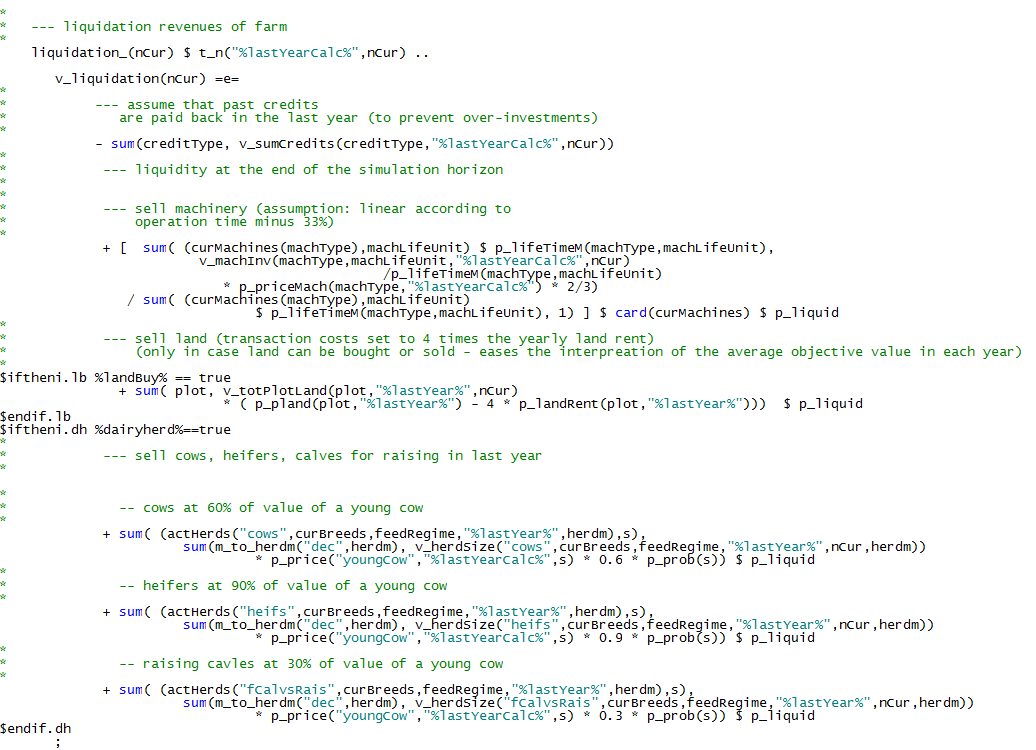 *
*   --- liquidation revenues of farm
*
    liquidation_(nCur) $ t_n("%lastYearCalc%",nCur) ..

       v_liquidation(nCur) =e=
*
*           --- assume that past credits
*              are paid back in the last year (to prevent over-investments)
*
            - sum(creditType, v_sumCredits(creditType,"%lastYearCalc%",nCur))
*
*            --- liquidity at the end of the simulation horizon
*
*
*            --- sell machinery (assumption: linear according to
*                operation time minus 33%)
*
             + [  sum( (curMachines(machType),machLifeUnit) $ p_lifeTimeM(machType,machLifeUnit),
                         v_machInv(machType,machLifeUnit,"%lastYearCalc%",nCur)
                                                /p_lifeTimeM(machType,machLifeUnit)
                            * p_priceMach(machType,"%lastYearCalc%") * 2/3)
                / sum( (curMachines(machType),machLifeUnit)
                                $ p_lifeTimeM(machType,machLifeUnit), 1) ] $ card(curMachines) $ p_liquid
*
*            --- sell land (transaction costs set to 4 times the yearly land rent)
*                (only in case land can be bought or sold - eases the interpreation of the average objective value in each year)
*
$iftheni.lb %landBuy% == true
               + sum( plot, v_totPlotLand(plot,"%lastYear%",nCur)
                            * ( p_pland(plot,"%lastYear%") - 4 * p_landRent(plot,"%lastYear%")))  $ p_liquid
$endif.lb
$iftheni.dh %dairyherd%==true
*
*            --- sell cows, heifers, calves for raising in last year
*

*
*              -- cows at 60% of value of a young cow
*
             + sum( (actHerds("cows",curBreeds,feedRegime,"%lastYear%",herdm),s),
                       sum(m_to_herdm("dec",herdm), v_herdsize("cows",curBreeds,feedRegime,"%lastYear%",nCur,herdm))
                                * p_price("youngCow","%lastYearCalc%",s) * 0.6 * p_prob(s)) $ p_liquid
*
*              -- heifers at 90% of value of a young cow
*
             + sum( (actHerds("heifs",curBreeds,feedRegime,"%lastYear%",herdm),s),
                       sum(m_to_herdm("dec",herdm), v_herdsize("heifs",curBreeds,feedRegime,"%lastYear%",nCur,herdm))
                                * p_price("youngCow","%lastYearCalc%",s) * 0.9 * p_prob(s)) $ p_liquid
*
*              -- raising cavles at 30% of value of a young cow
*
             + sum( (actHerds("fCalvsRais",curBreeds,feedRegime,"%lastYear%",herdm),s),
                       sum(m_to_herdm("dec",herdm), v_herdsize("fCalvsRais",curBreeds,feedRegime,"%lastYear%",nCur,herdm))
                                * p_price("youngCow","%lastYearCalc%",s) * 0.3 * p_prob(s)) $ p_liquid
$endif.dh
       ;